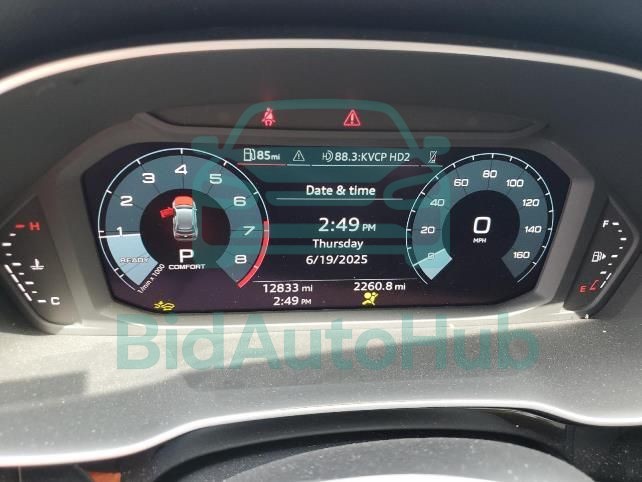 85mi 88.3:KVCP HD2
Date & time
2:49 PM
Thursday
6/19/2025
1 2 3 4 5 6 7 8
READY
P
COMFORT
1/min x 1000
0 20 40 60 80 100 120 140 160
0
MPH
12833 mi
2:49 PM
2260.8 mi
H
C
F
E
BidAutoHub